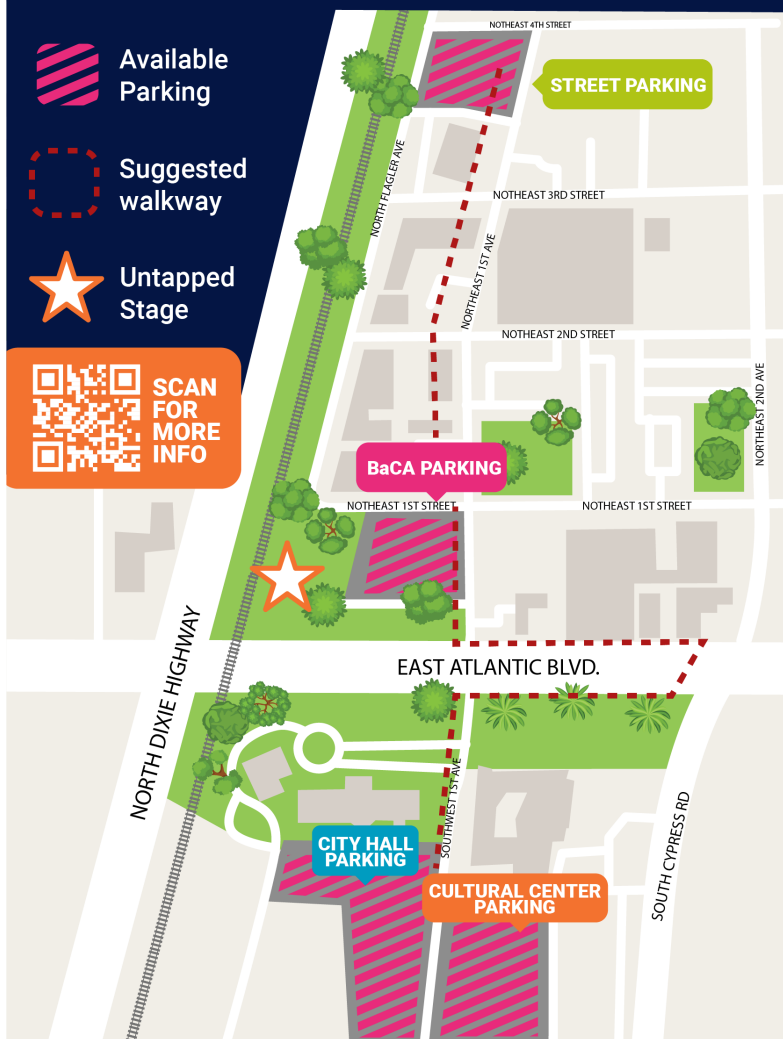 Available
Parking
Suggested
walkway
Untapped
Stage
SCAN
FOR
MORE
INFO
NOTHEAST 4TH STREET
STREET PARKING
NORTH FLAGLER AVE
NOTHEAST 3RD STREET
NORTHEAST 1ST AVE
NOTHEAST 2ND STREET
NORTHEAST 2ND AVE
BaCA PARKING
NOTHEAST 1ST STREET
NOTHEAST 1ST STREET
EAST ATLANTIC BLVD.
NORTH DIXIE HIGHWAY
SOUTHWEST 1ST AVE
SOUTH CYPRESS RD
CITY HALL
PARKING
CULTURAL CENTER
PARKING